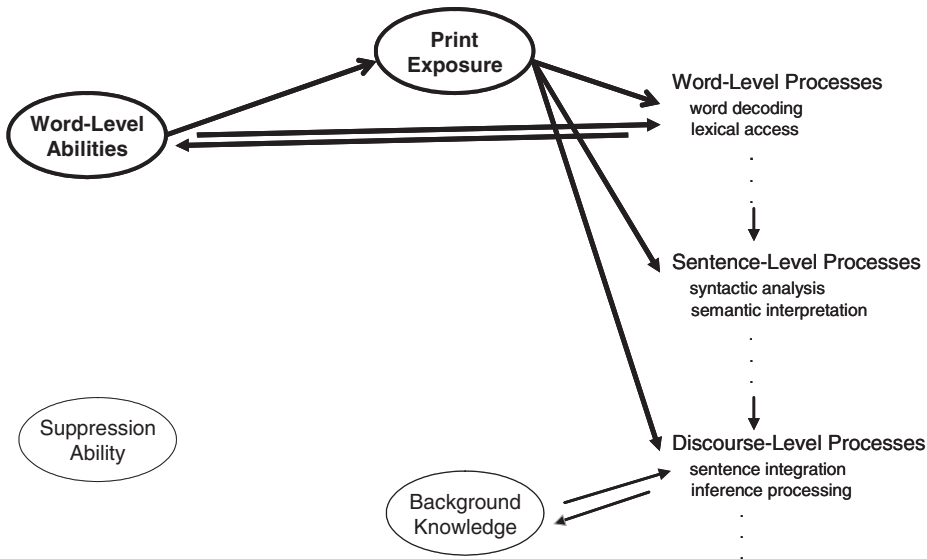 Print
Exposure
Word-Level Processes
word decoding
lexical access
Word-Level
Abilities
Sentence-Level Processes
syntactic analysis
semantic interpretation
Suppression
Ability
Discourse-Level Processes
sentence integration
inference processing
Background
Knowledge